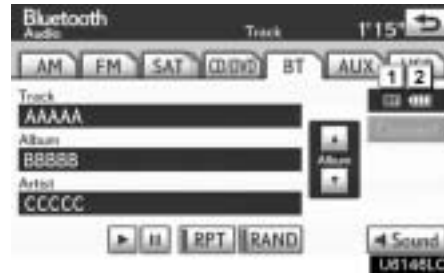 Bluetooth
Audio
Track 1'15"
AM FM SAT CD/DVD BT AUX
1 2
Track
AAAAA
Album
BBBBB
Album
Artist
CCCCC
RPT RAND
Sound
U8146LC